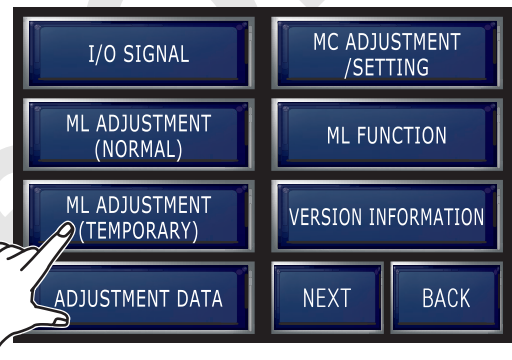 I/O SIGNAL
MC ADJUSTMENT
/SETTING
ML ADJUSTMENT
(NORMAL)
ML FUNCTION
ML ADJUSTMENT
(TEMPORARY)
VERSION INFORMATION
ADJUSTMENT DATA
NEXT
BACK